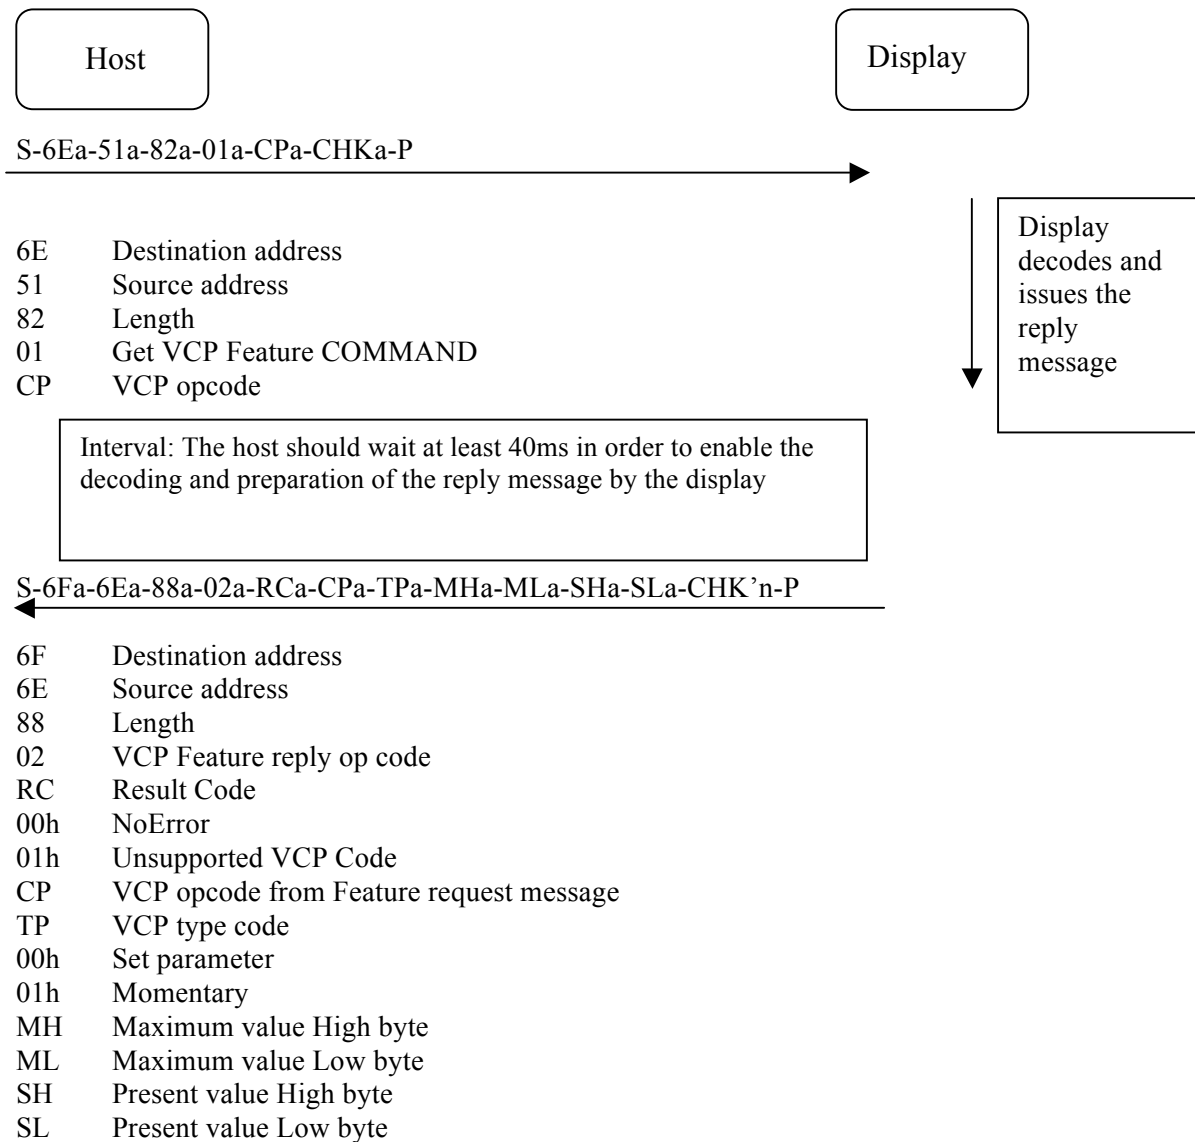 Host
Display
S-6Ea-51a-82a-01a-CPa-CHKa-P
6E Destination address
51 Source address
82 Length
01 Get VCP Feature COMMAND
CP VCP opcode
Display
decodes and
issues the
reply
message
Interval: The host should wait at least 40ms in order to enable the
decoding and preparation of the reply message by the display
S-6Fa-6Ea-88a-02a-RCa-CPa-TPa-MHa-MLa-SHa-SLa-CHK’n-P
6F Destination address
6E Source address
88 Length
02 VCP Feature reply op code
RC Result Code
00h NoError
01h Unsupported VCP Code
CP VCP opcode from Feature request message
TP VCP type code
00h Set parameter
01h Momentary
MH Maximum value High byte
ML Maximum value Low byte
SH Present value High byte
SL Present value Low byte